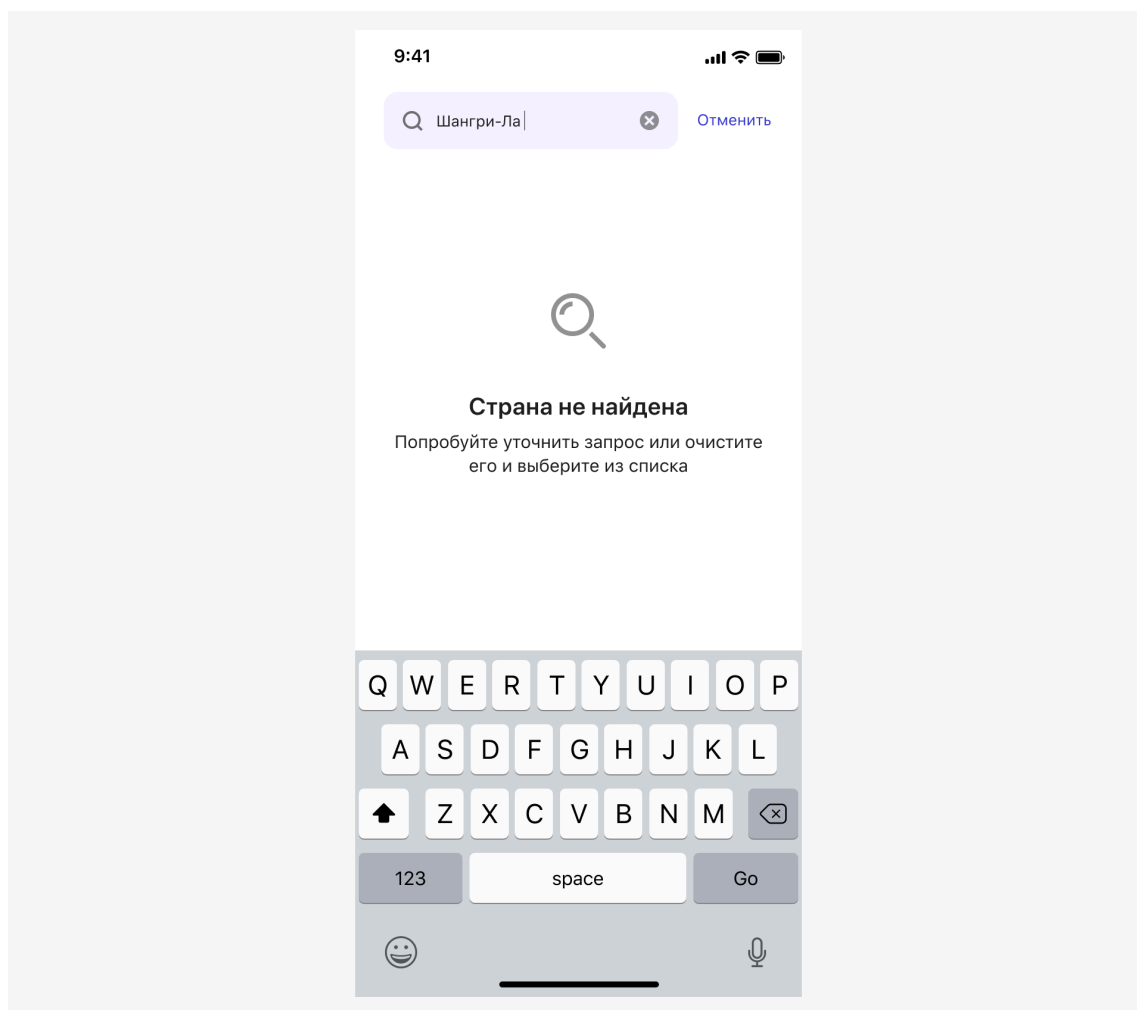 9:41
Шангри-Ла
Отменить
Страна не найдена
Попробуйте уточнить запрос или очистите
его и выберите из списка
Q W E R T Y U I O P
A S D F G H J K L
Z X C V B N M
123 space Go